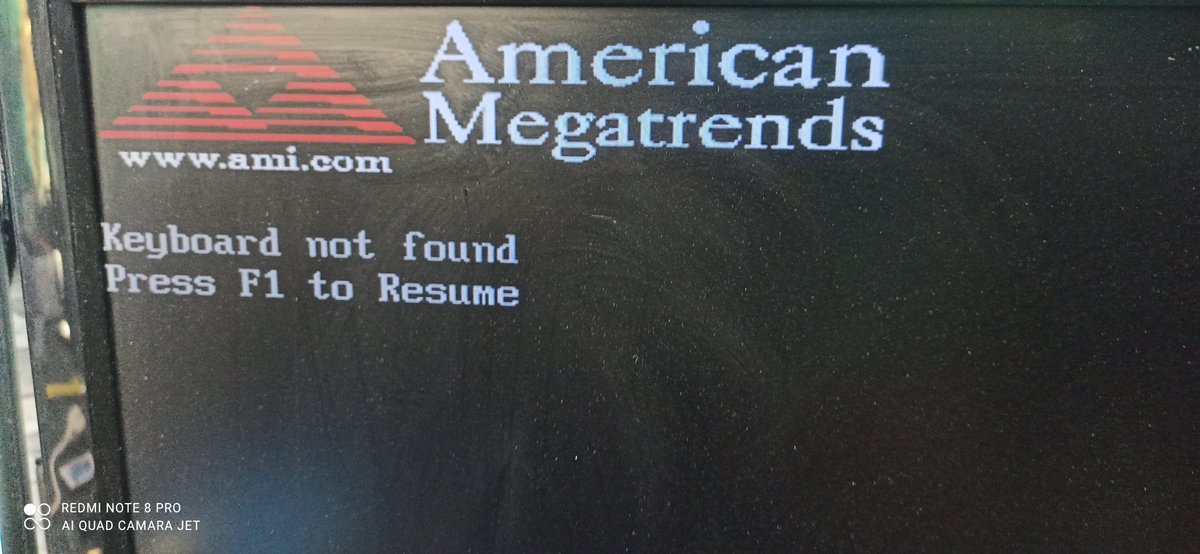 American
Megatrends
www.ami.com
Keyboard not found
Press F1 to Resume
REDMI NOTE 8 PRO
AI QUAD CAMARA JET